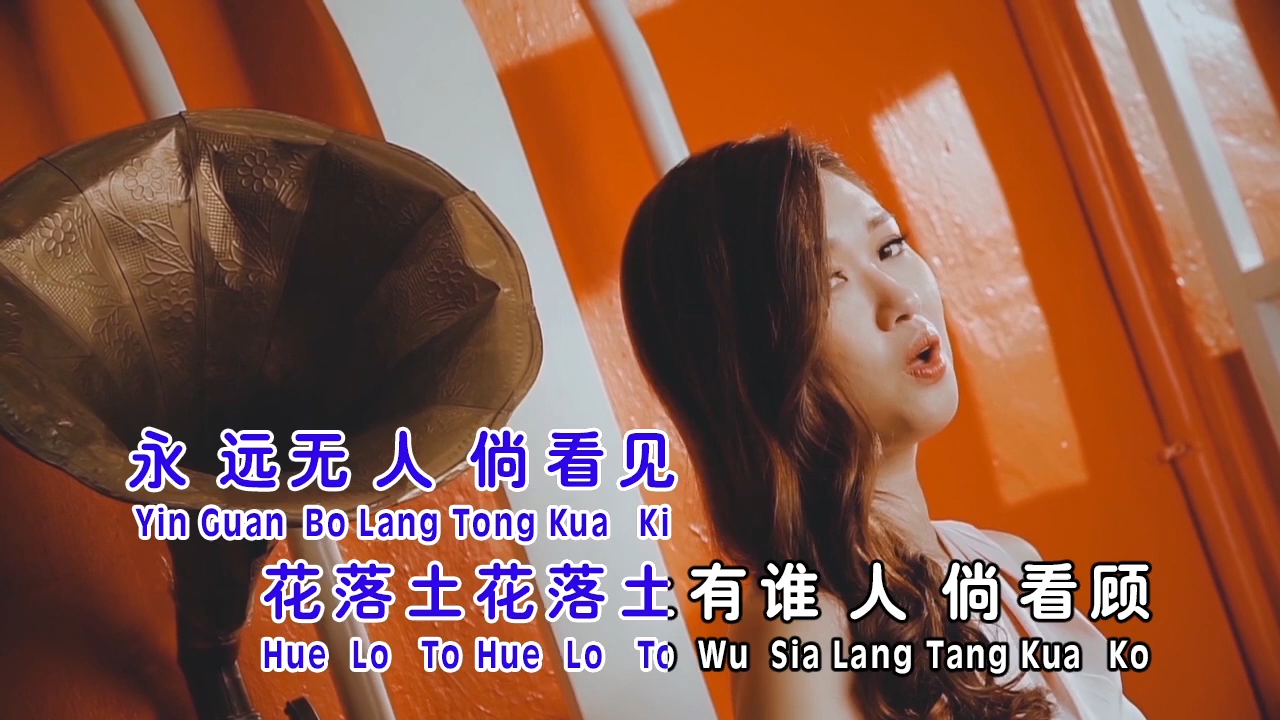 永 远无 人 倘看见
Yin Guan Bo Lang Tong Kua Ki
花落土花落土有谁 人 倘看顾
Hue Lo To Hue Lo To Wu Sia Lang Tang Kua Ko